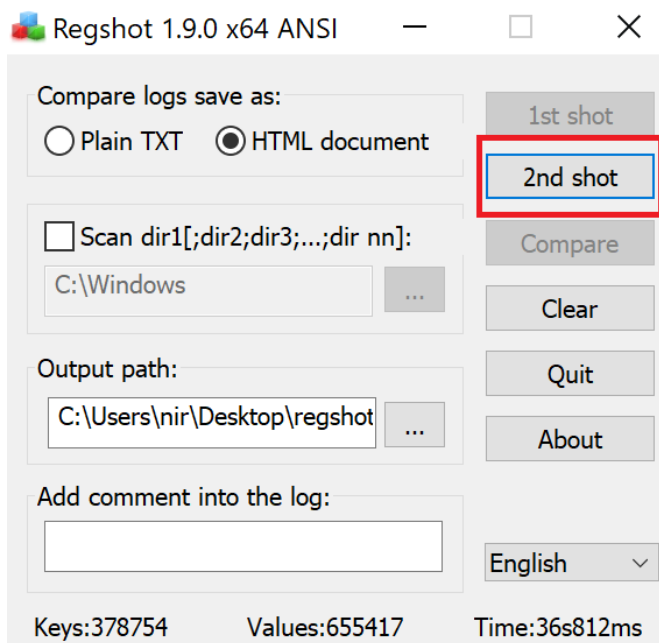 Regshot 1.9.0 x64 ANSI
Compare logs save as:
Plain TXT
HTML document
1st shot
2nd shot
Scan dir1[;dir2;dir3;...;dir nn]:
C:\Windows
...
Compare
Clear
Output path:
C:\Users\nir\Desktop\regshot
...
Quit
About
Add comment into the log:
English
Keys:378754 Values:655417 Time:36s812ms